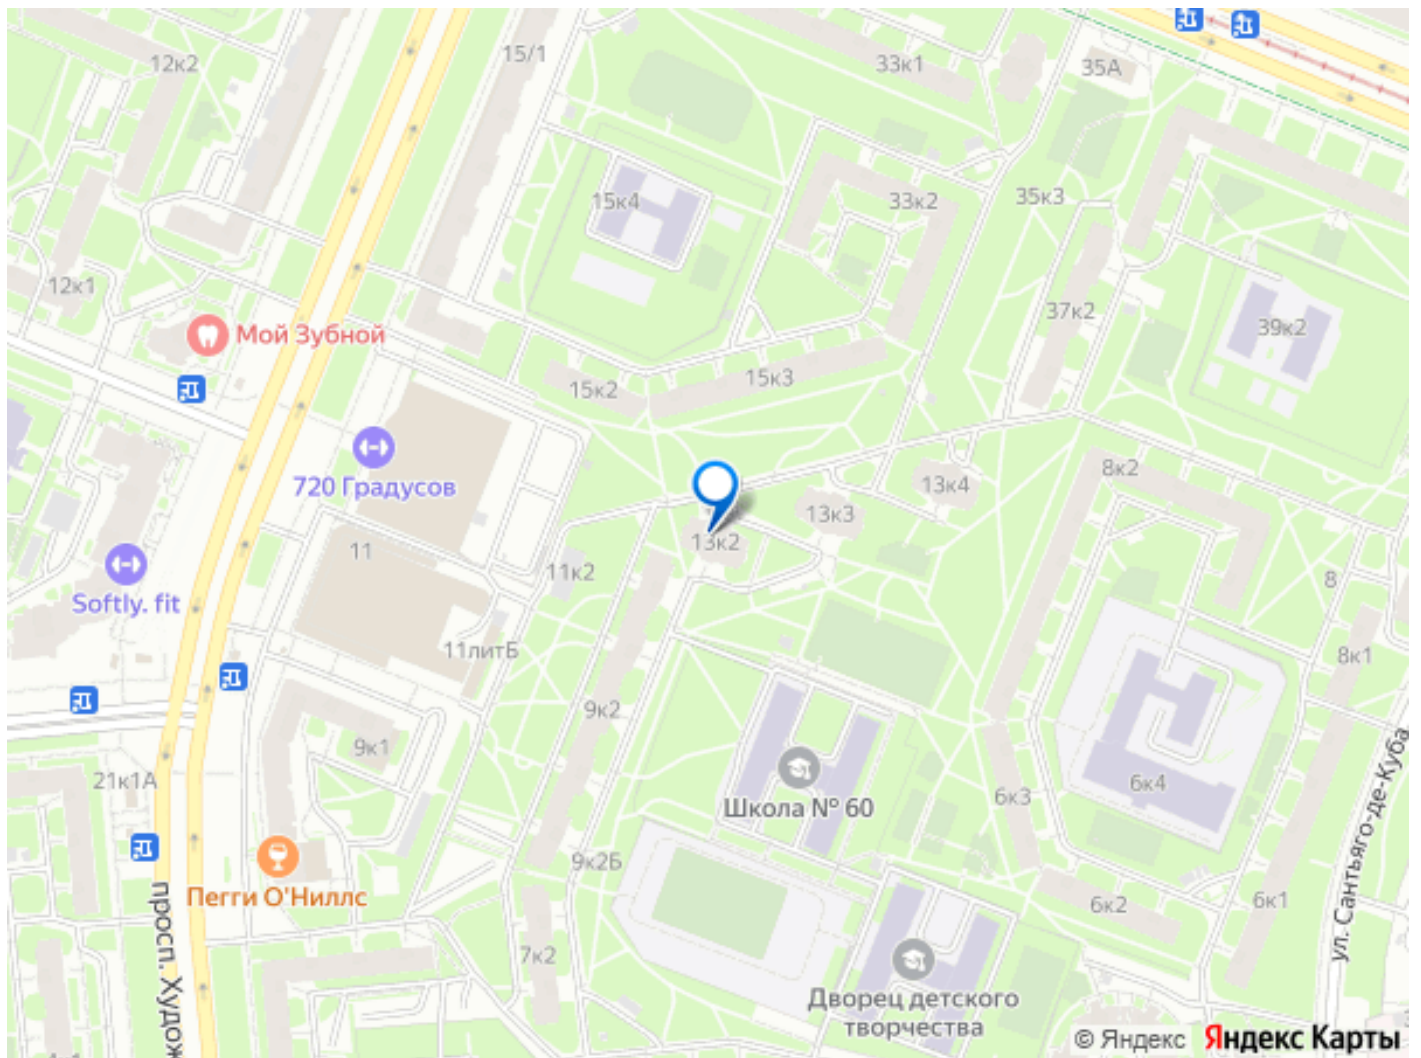 12к2
15/1
33к1
35А
15к4
33к2
35к3
12к1
37к2
39к2
Мой Зубной
15к2
15к3
8к2
720 Градусов
13к4
13к3
13к2
11
11к2
8
Softly. fit
11литБ
8к1
9к2
9к1
21к1А
6к4
6к3
Школа № 60
ул. Сантьяго-де-Куба
9к2Б
Пегги О'Ниллс
6к2
6к1
просп. Худож
7к2
Дворец детского
творчества
© Яндекс Яндекс Карты